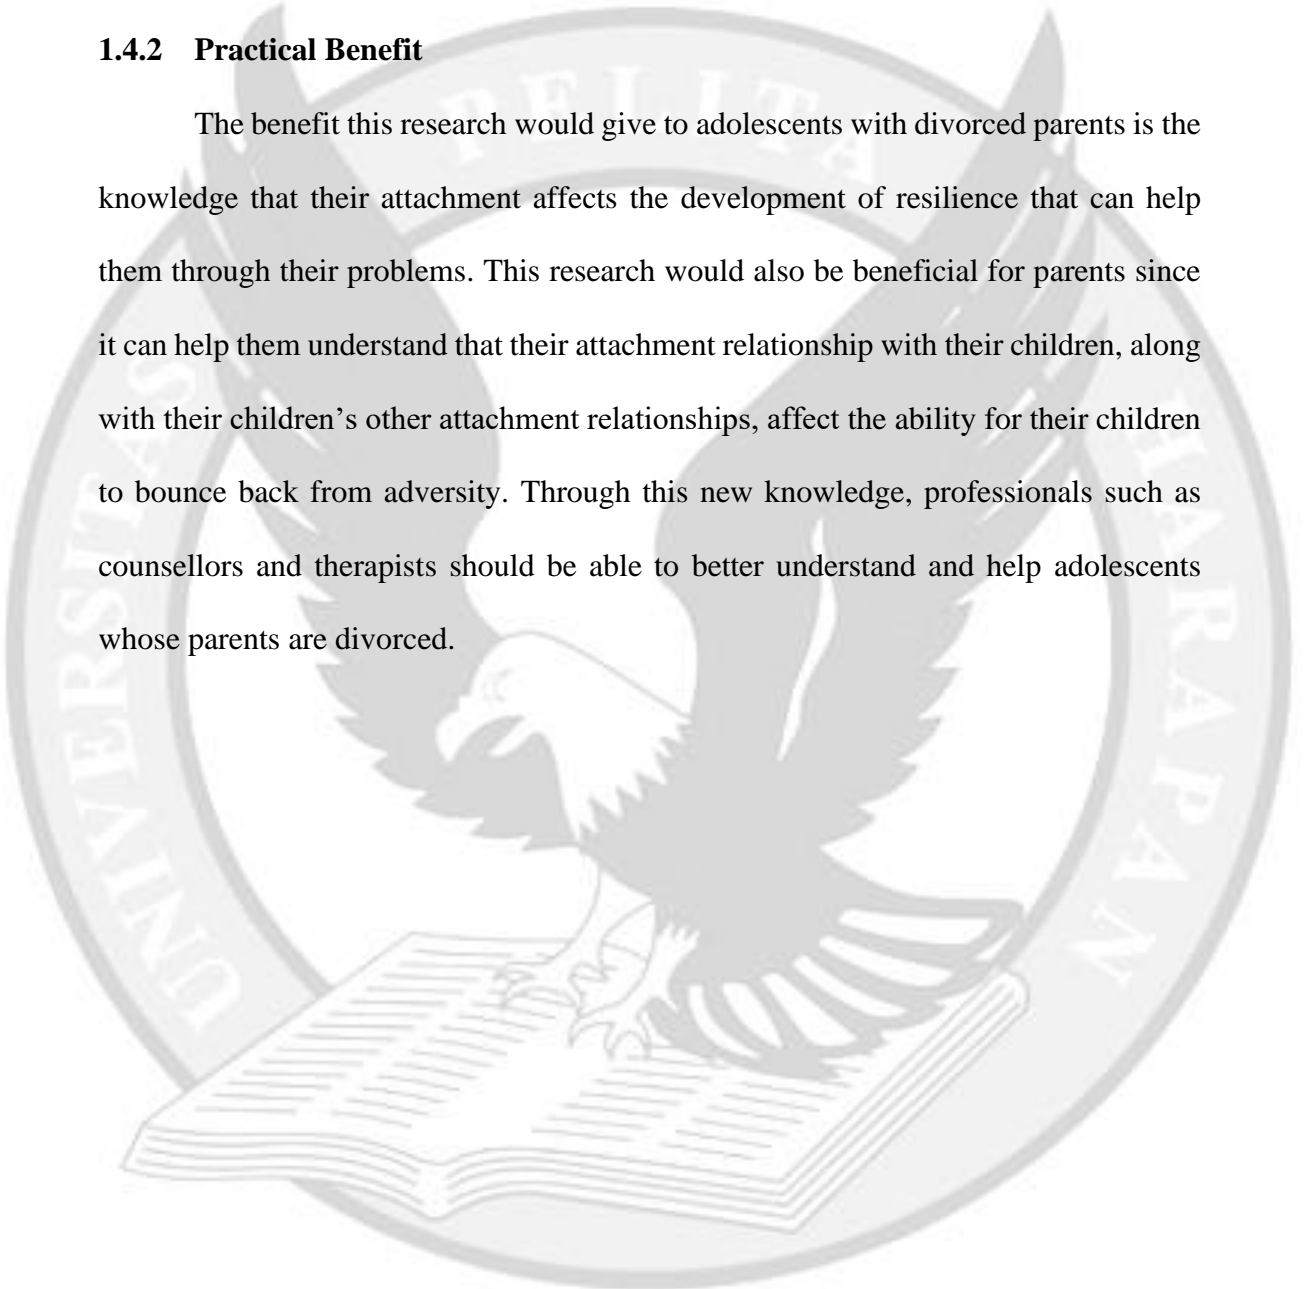 1.4.2 Practical Benefit
The benefit this research would give to adolescents with divorced parents is the
knowledge that their attachment affects the development of resilience that can help
them through their problems. This research would also be beneficial for parents since
it can help them understand that their attachment relationship with their children, along
with their children’s other attachment relationships, affect the ability for their children
to bounce back from adversity. Through this new knowledge, professionals such as
counsellors and therapists should be able to better understand and help adolescents
whose parents are divorced.
UNIVERSITAS PELITA HARAPAN